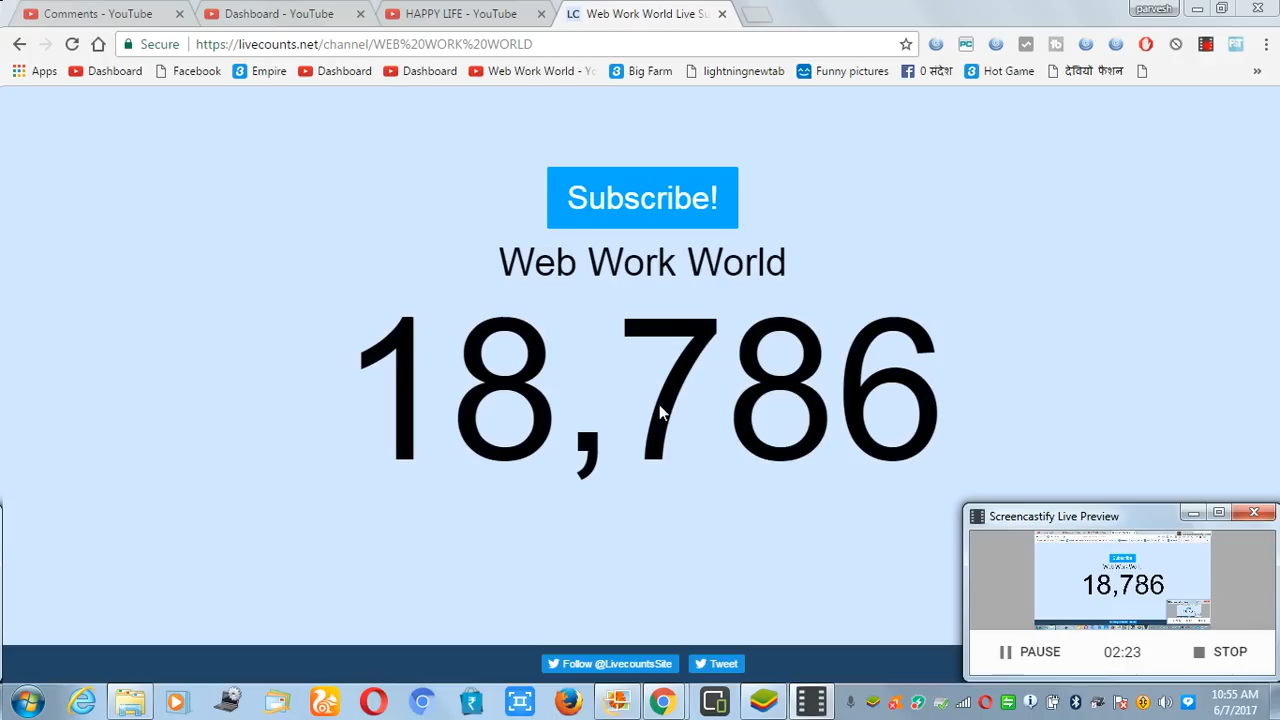 Comments - YouTube
Dashboard - YouTube
HAPPY LIFE - YouTube
LC Web Work World Live Su
parvesh
Secure https://livecounts.net/channel/WEB%20WORK%20WORLD
Apps Dashboard Facebook Empire Dashboard Dashboard Web Work World - Yo Big Farm lightningnewtab Funny pictures 0 संदेश Hot Game देवियो फैशन »
Subscribe!
Web Work World
18,786
Screencastify Live Preview
Subscribe
18,786
PAUSE 02:23 STOP
Follow @LivecountsSite Tweet
10:55 AM
6/7/2017